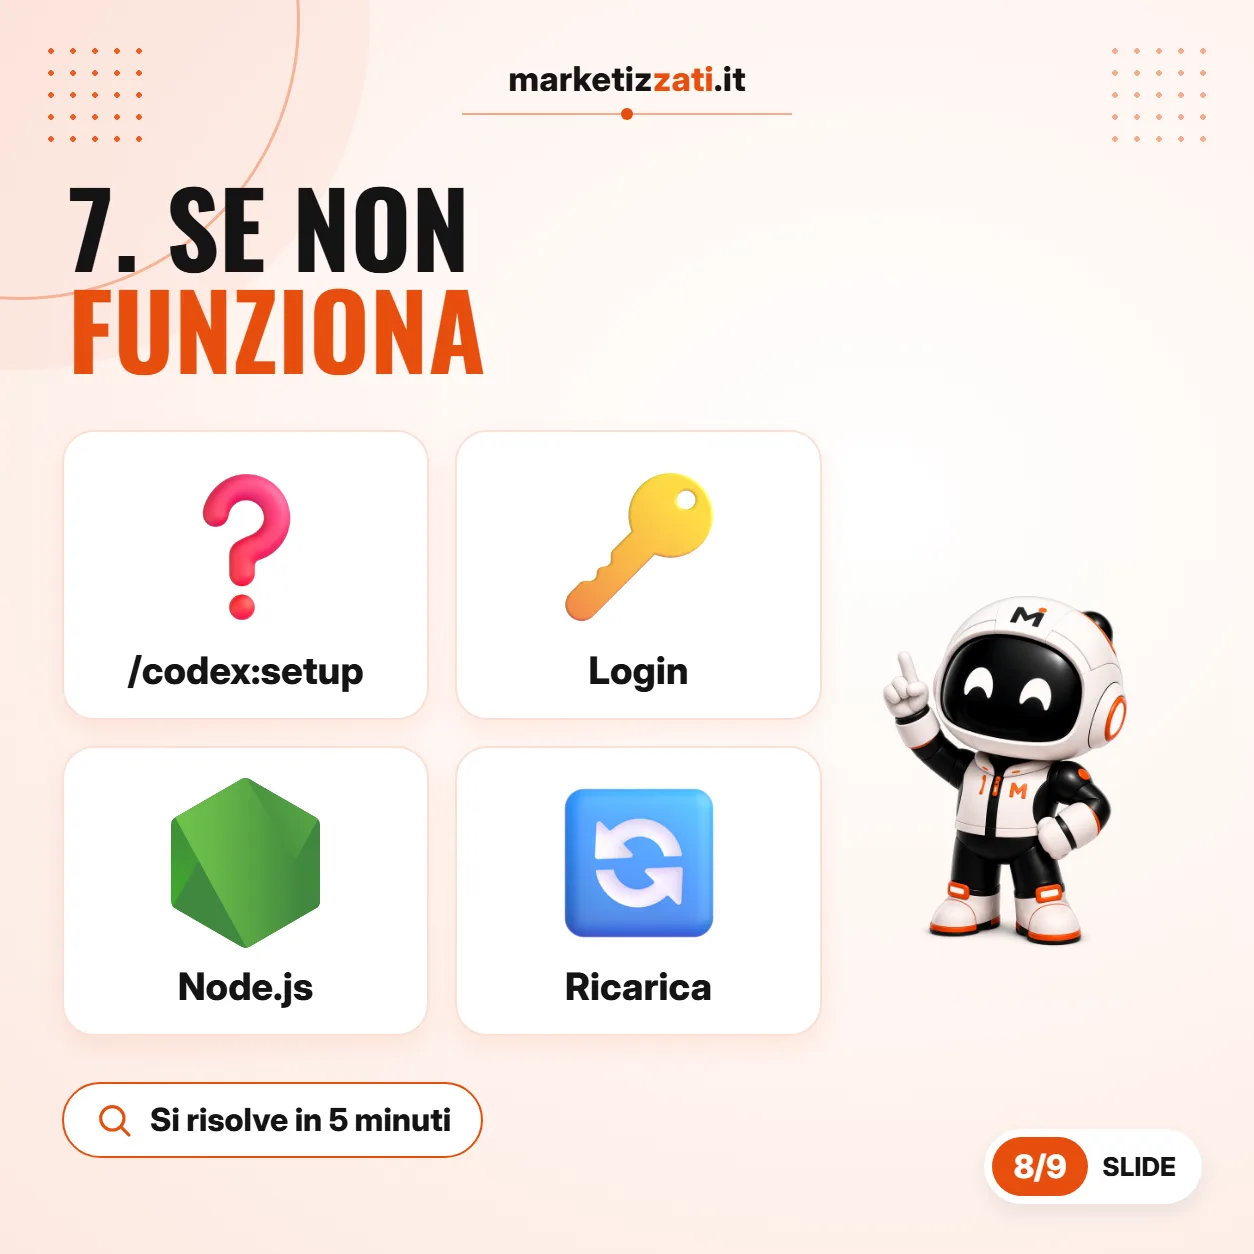 marketizzati.it
7. SE NON
FUNZIONA
/codex:setup
Login
Node.js
Ricarica
Si risolve in 5 minuti
8/9 SLIDE
M
M